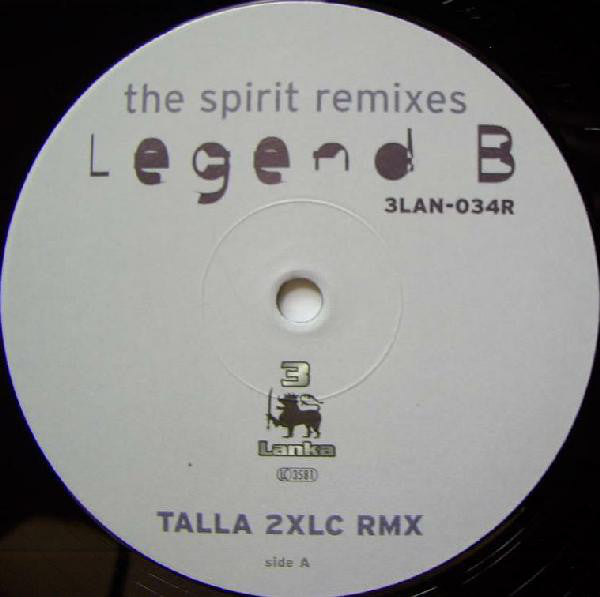 the spirit remixes
Legend B
3LAN-034R
3
Lanka
LC 3581
TALLA 2XLC RMX
side A